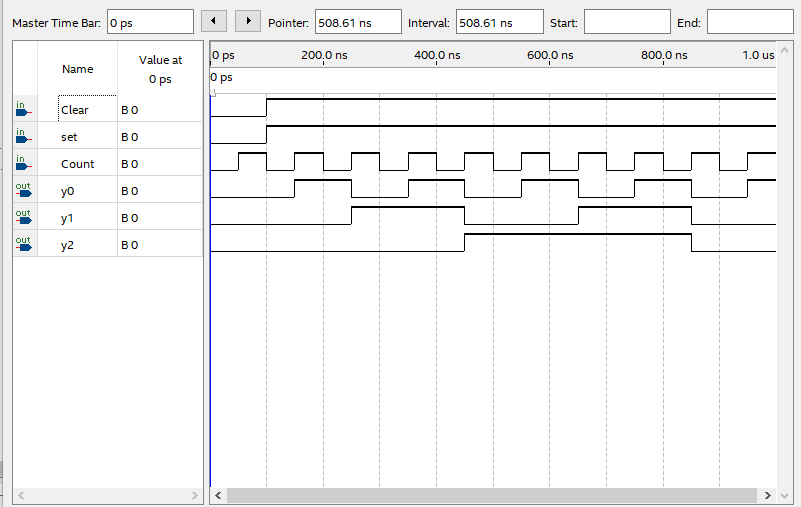 Master Time Bar: 0 ps Pointer: 508.61 ns Interval: 508.61 ns Start: End:
Name Value at 0 ps
0 ps 200.0 ns 400.0 ns 600.0 ns 800.0 ns 1.0 us
0 ps
in Clear B 0
in set B 0
in Count B 0
out y0 B 0
out y1 B 0
out y2 B 0